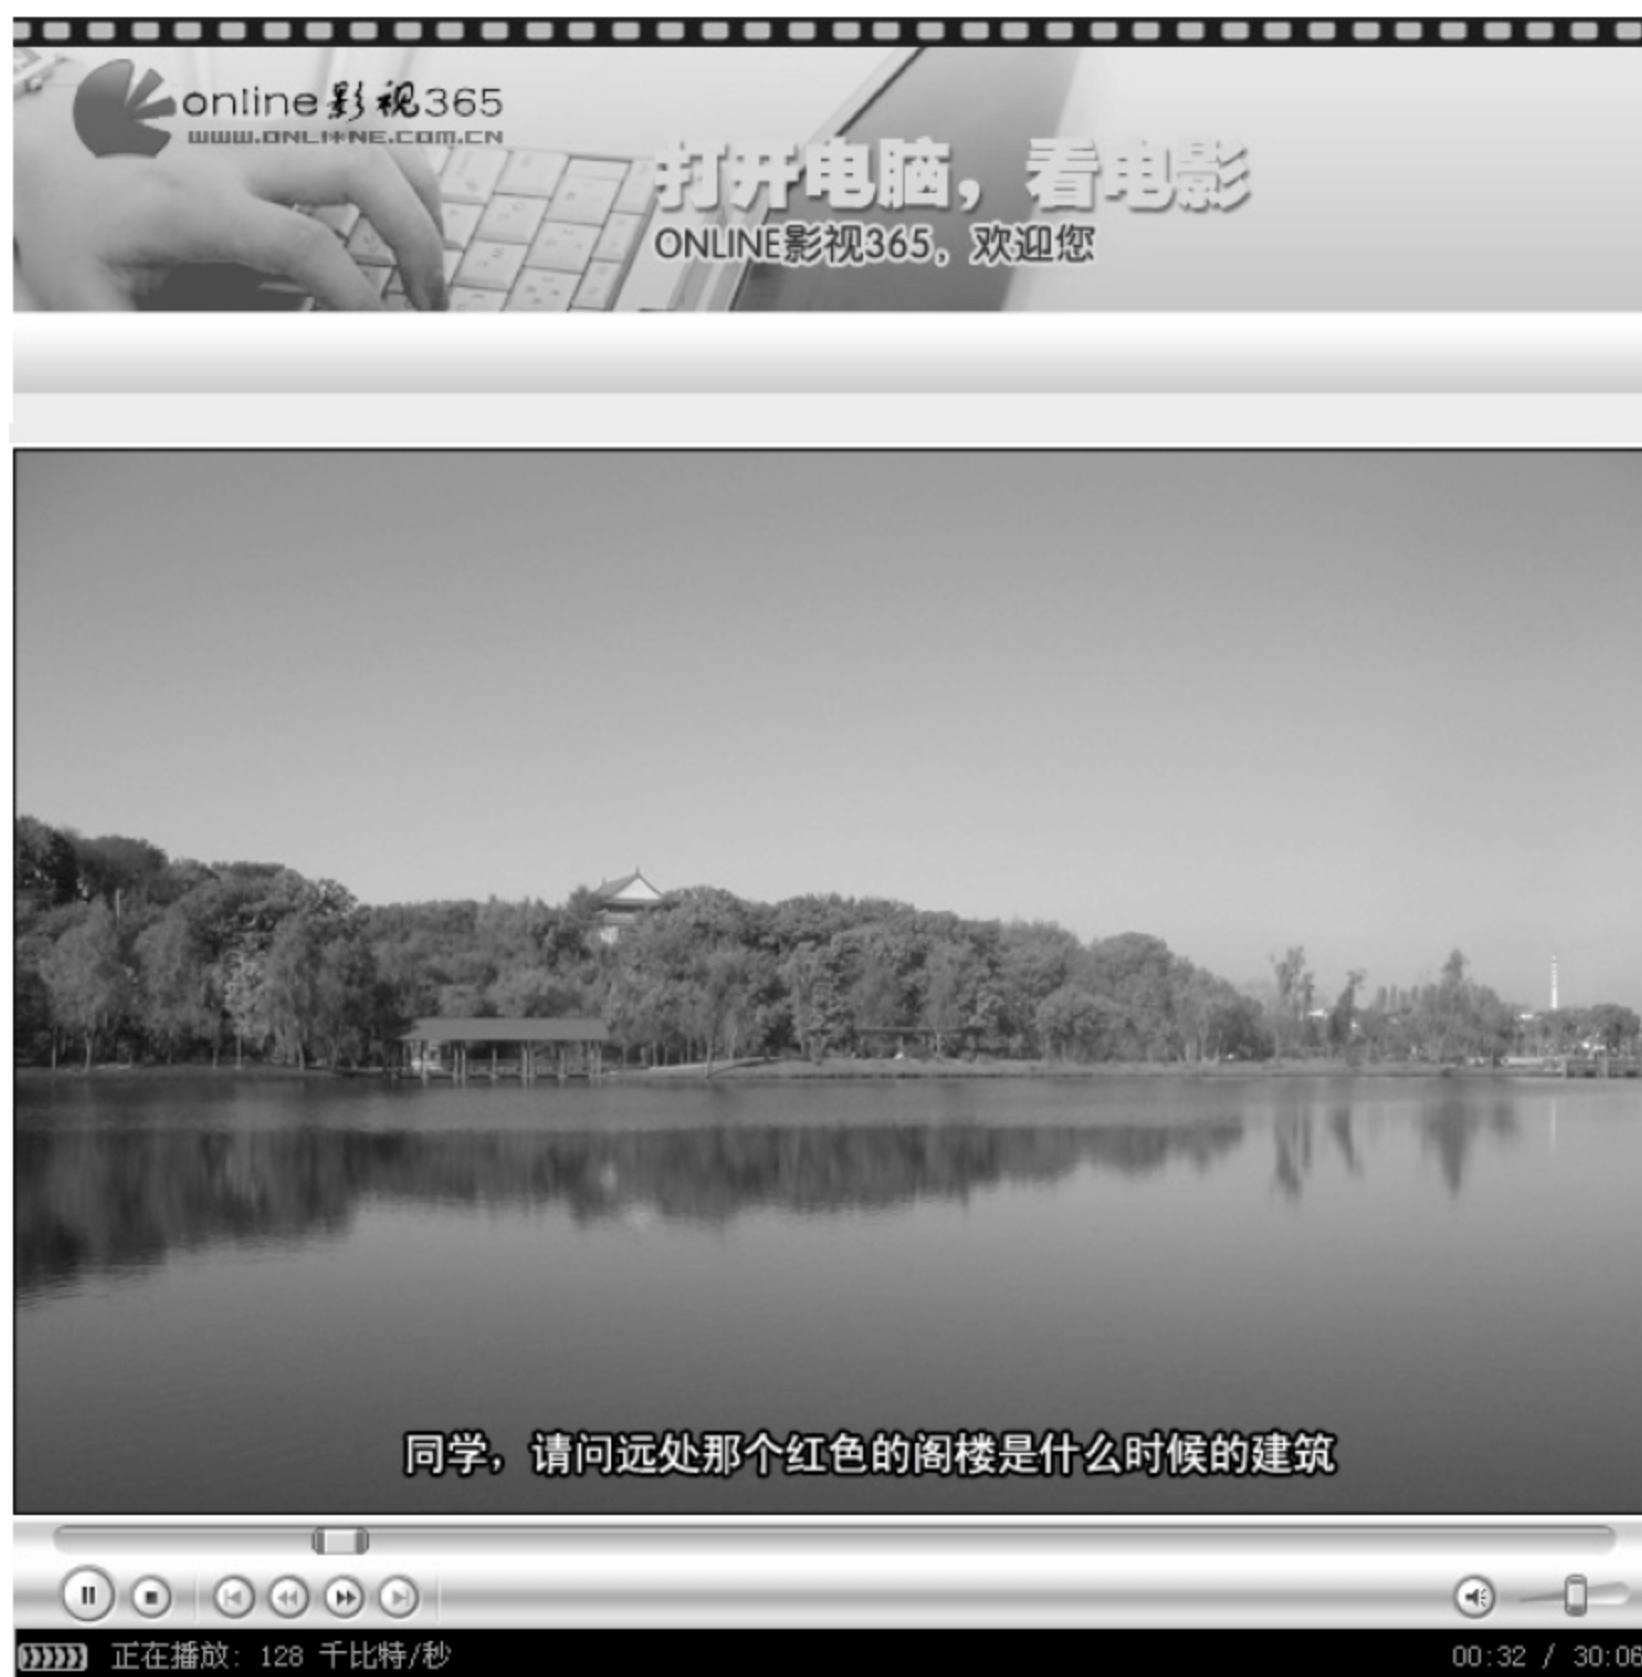 online影视365
WWW.ONLI*NE.COM.CN
打开电脑，看电影
ONLINE影视365，欢迎您
同学，请问远处那个红色的阁楼是什么时候的建筑
正在播放: 128 千比特/秒
00:32 / 30:06